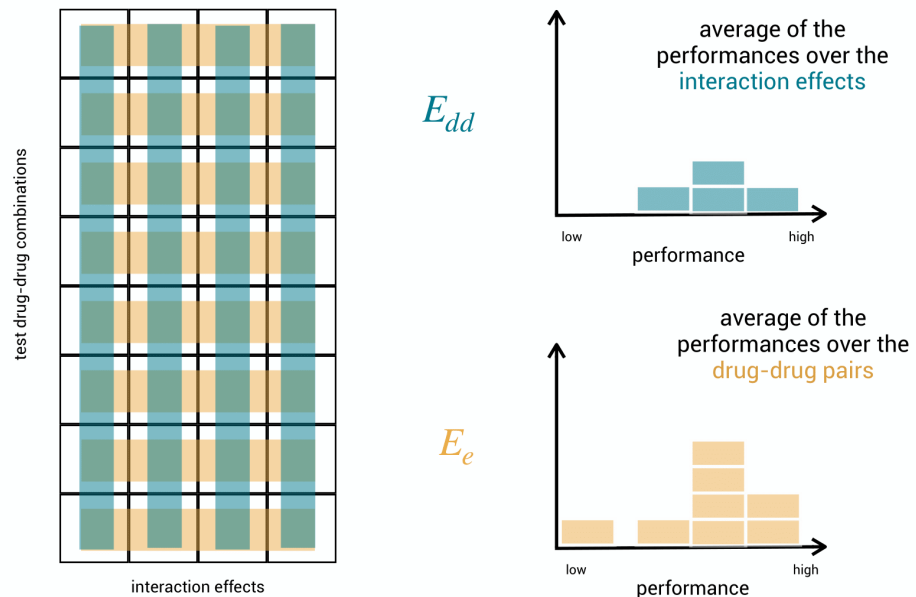 test drug-drug combinations
interaction effects
E_dd
average of the
performances over the
interaction effects
low
high
performance
E_e
average of the
performances over the
drug-drug pairs
low
high
performance